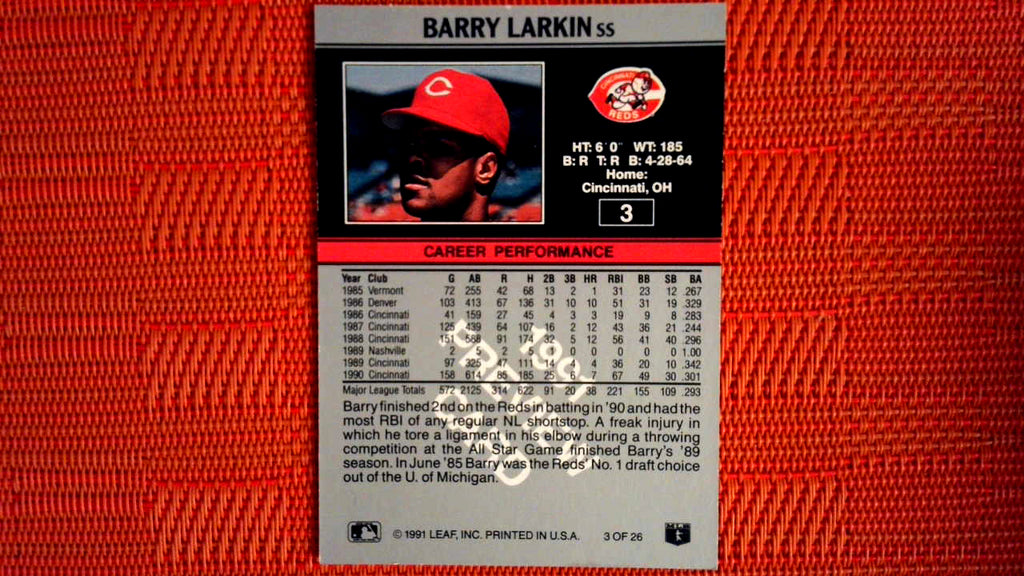 BARRY LARKIN SS
C
CINCINNATI
REDS
HT: 6'0" WT: 185
B: R T: R B: 4-28-64
Home:
Cincinnati, OH
3
CAREER PERFORMANCE
Year Club G AB R H 2B 3B HR RBI BB SB BA
1985 Vermont 72 255 42 68 13 2 1 31 23 12 .267
1986 Denver 103 413 67 136 31 10 10 51 31 19 .329
1986 Cincinnati 41 159 27 45 4 3 3 19 9 8 .283
1987 Cincinnati 125 439 64 107 16 2 12 43 36 21 .244
1988 Cincinnati 151 588 91 174 32 5 12 56 41 40 .296
1989 Nashville 2 5 2 5 0 0 0 0 0 1.00
1989 Cincinnati 97 325 47 111 14 4 4 36 20 10 .342
1990 Cincinnati 158 614 85 185 25 6 7 67 49 30 .301
Major League Totals 572 2125 314 622 91 20 38 221 155 109 .293
1991
PREVIEW
CARD
Barry finished 2nd on the Reds in batting in '90 and had the
most RBI of any regular NL shortstop. A freak injury in
which he tore a ligament in his elbow during a throwing
competition at the All Star Game finished Barry's '89
season. In June '85 Barry was the Reds' No. 1 draft choice
out of the U. of Michigan.
© 1991 LEAF, INC. PRINTED IN U.S.A. 3 OF 26